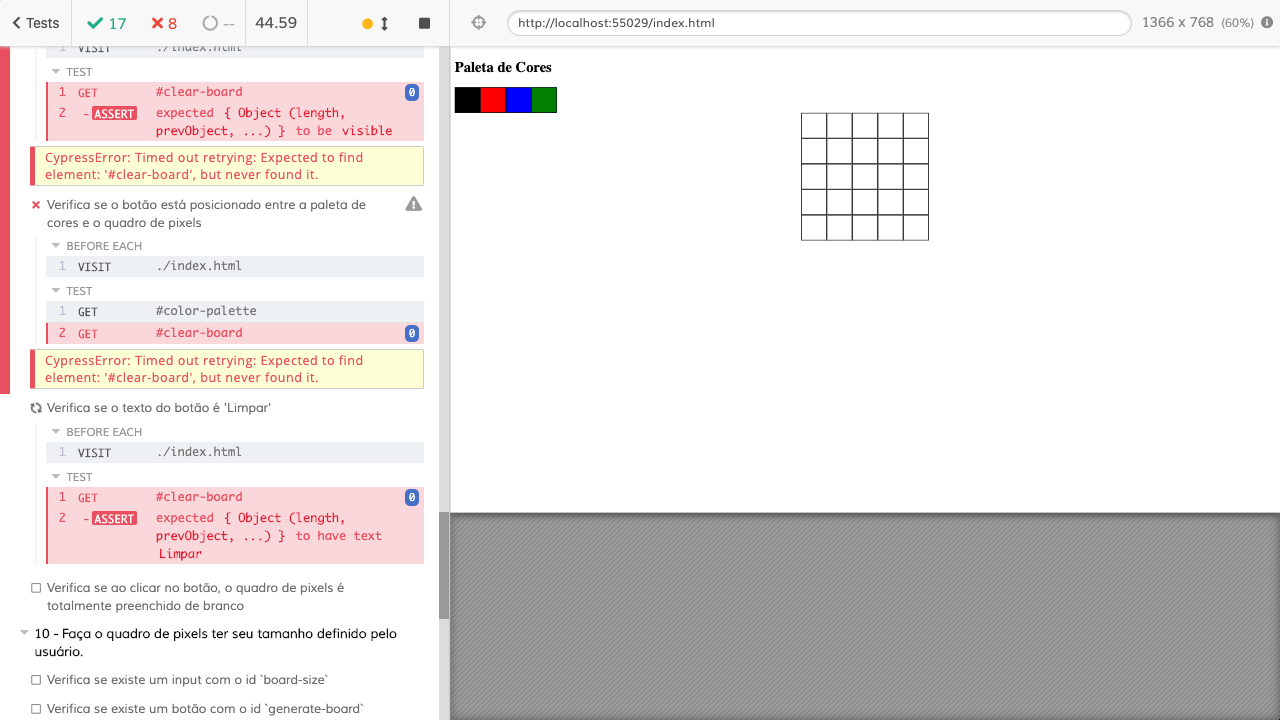 Tests
17
8
--
44.59
http://localhost:55029/index.html
1366 x 768 (60%)
1 VISIT ./index.html
TEST
1 GET #clear-board 0
2 - ASSERT expected { Object (length,
prevObject, ...) } to be visible
CypressError: Timed out retrying: Expected to find
element: '#clear-board', but never found it.
Verifica se o botão está posicionado entre a paleta de
cores e o quadro de pixels
BEFORE EACH
1 VISIT ./index.html
TEST
1 GET #color-palette
2 GET #clear-board 0
CypressError: Timed out retrying: Expected to find
element: '#clear-board', but never found it.
Verifica se o texto do botão é 'Limpar'
BEFORE EACH
1 VISIT ./index.html
TEST
1 GET #clear-board 0
2 - ASSERT expected { Object (length,
prevObject, ...) } to have text
Limpar
Verifica se ao clicar no botão, o quadro de pixels é
totalmente preenchido de branco
10 - Faça o quadro de pixels ter seu tamanho definido pelo
usuário.
Verifica se existe um input com o id `board-size`
Verifica se existe um botão com o id `generate-board`
Paleta de Cores